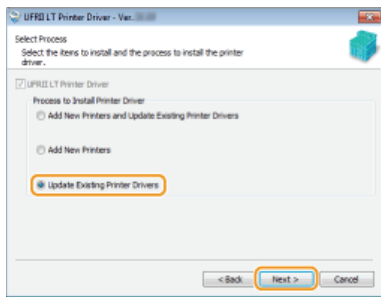 UFRII LT Printer Driver - Ver.
Select Process
Select the items to install and the process to install the printer
driver.
UFRII LT Printer Driver
Process to Install Printer Driver
Add New Printers and Update Existing Printer Drivers
Add New Printers
Update Existing Printer Drivers
< Back Next > Cancel